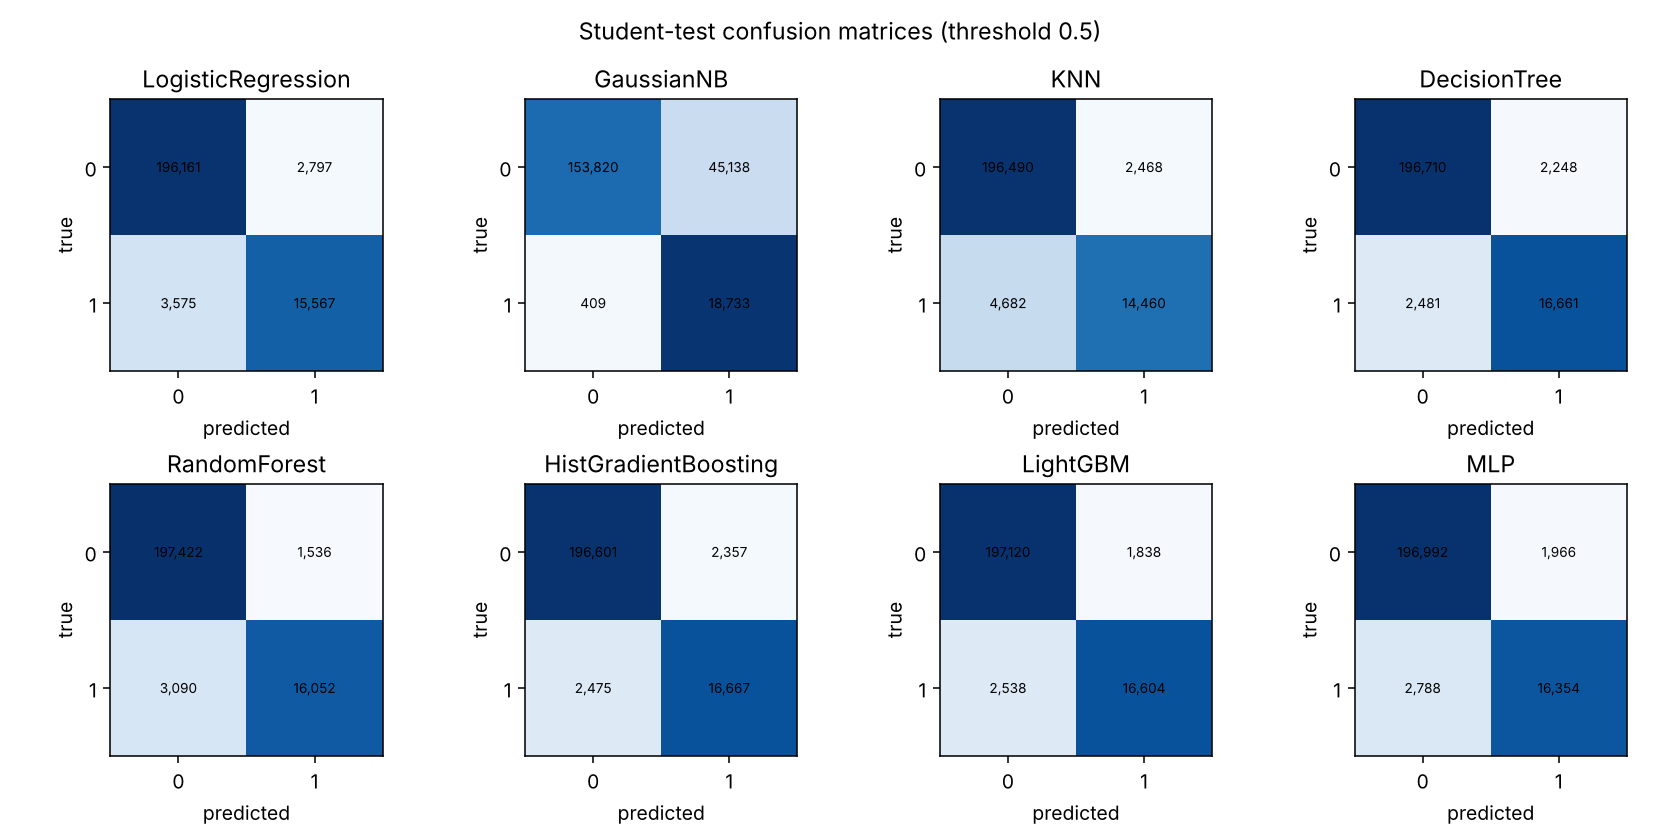 Student-test confusion matrices (threshold 0.5)
LogisticRegression
0
196,161
2,797
true
1
3,575
15,567
0
1
predicted
GaussianNB
0
153,820
45,138
true
1
409
18,733
0
1
predicted
KNN
0
196,490
2,468
true
1
4,682
14,460
0
1
predicted
DecisionTree
0
196,710
2,248
true
1
2,481
16,661
0
1
predicted
RandomForest
0
197,422
1,536
true
1
3,090
16,052
0
1
predicted
HistGradientBoosting
0
196,601
2,357
true
1
2,475
16,667
0
1
predicted
LightGBM
0
197,120
1,838
true
1
2,538
16,604
0
1
predicted
MLP
0
196,992
1,966
true
1
2,788
16,354
0
1
predicted